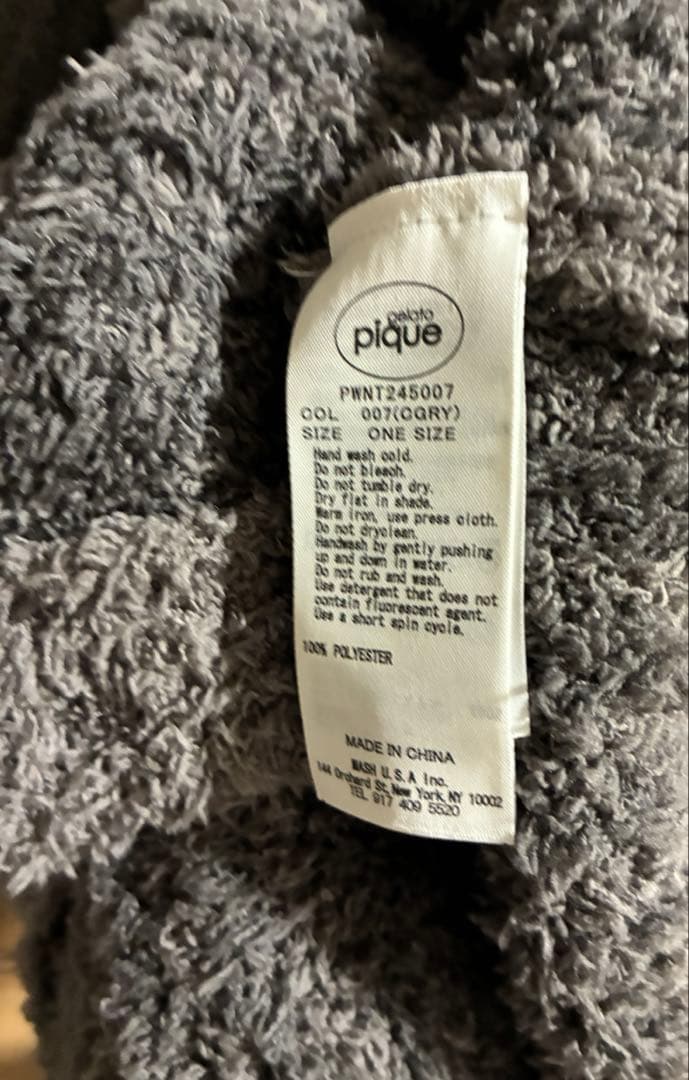 gelato
pique
PWNT245007
COL 007(CGRY)
SIZE ONE SIZE
Hand wash cold.
Do not bleach.
Do not tumble dry.
Dry flat in shade.
Warm iron, use press cloth.
Do not dryclean.
Handwash by gently pushing
up and down in water.
Do not rub and wash.
Use detergent that does not
contain fluorescent agent.
Use a short spin cycle.
100% POLYESTER
MADE IN CHINA
MASH U.S.A Inc.
144 Orchard St, New York, NY 10002
TEL 917 409 5520